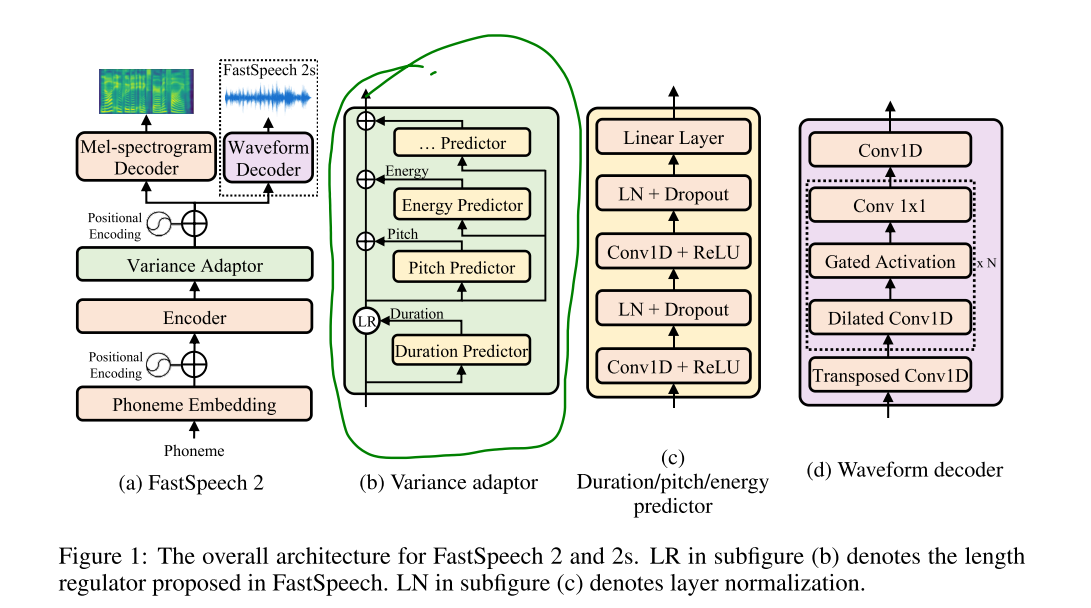 FastSpeech 2s
Mel-spectrogram
Decoder
Waveform
Decoder
Positional
Encoding
Variance Adaptor
Encoder
Positional
Encoding
Phoneme Embedding
Phoneme
(a) FastSpeech 2
... Predictor
Energy
Energy Predictor
Pitch
Pitch Predictor
LR
Duration
Duration Predictor
(b) Variance adaptor
Linear Layer
LN + Dropout
Conv1D + ReLU
LN + Dropout
Conv1D + ReLU
(c)
Duration/pitch/energy
predictor
Conv1D
Conv 1x1
Gated Activation
x N
Dilated Conv1D
Transposed Conv1D
(d) Waveform decoder
Figure 1: The overall architecture for FastSpeech 2 and 2s. LR in subfigure (b) denotes the length
regulator proposed in FastSpeech. LN in subfigure (c) denotes layer normalization.